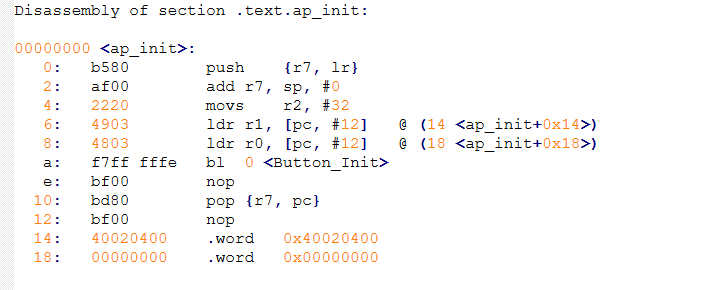 Disassembly of section .text.ap_init:
00000000 <ap_init>:
0: b580 push {r7, lr}
2: af00 add r7, sp, #0
4: 2220 movs r2, #32
6: 4903 ldr r1, [pc, #12] @ (14 <ap_init+0x14>)
8: 4803 ldr r0, [pc, #12] @ (18 <ap_init+0x18>)
a: f7ff fffe bl 0 <Button_Init>
e: bf00 nop
10: bd80 pop {r7, pc}
12: bf00 nop
14: 40020400 .word 0x40020400
18: 00000000 .word 0x00000000